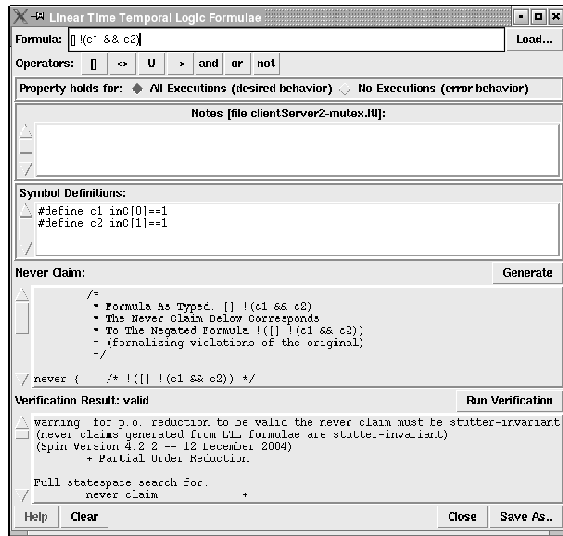 Linear Time Temporal Logic Formulae
Formula: [] !(c1 && c2)
Load...
Operators: [] <> U -> and or not
Property holds for: All Executions (desired behavior) No Executions (error behavior)
Notes [file clientServer2-mutex.ltl]:
Symbol Definitions:
#define c1 inC[0]==1
#define c2 inC[1]==1
Never Claim:
Generate
/*
* Formula As Typed: [] !(c1 && c2)
* The Never Claim Below Corresponds
* To The Negated Formula !([] !(c1 && c2))
* (formalizing violations of the original)
*/
never { /* !([] !(c1 && c2)) */
Verification Result: valid
Run Verification
warning: for p.o. reduction to be valid the never claim must be stutter-invariant
(never claims generated from LTL formulae are stutter-invariant)
(Spin Version 4.2.2 -- 12 December 2004)
+ Partial Order Reduction
Full statespace search for:
never claim +
Help Clear Close Save As..